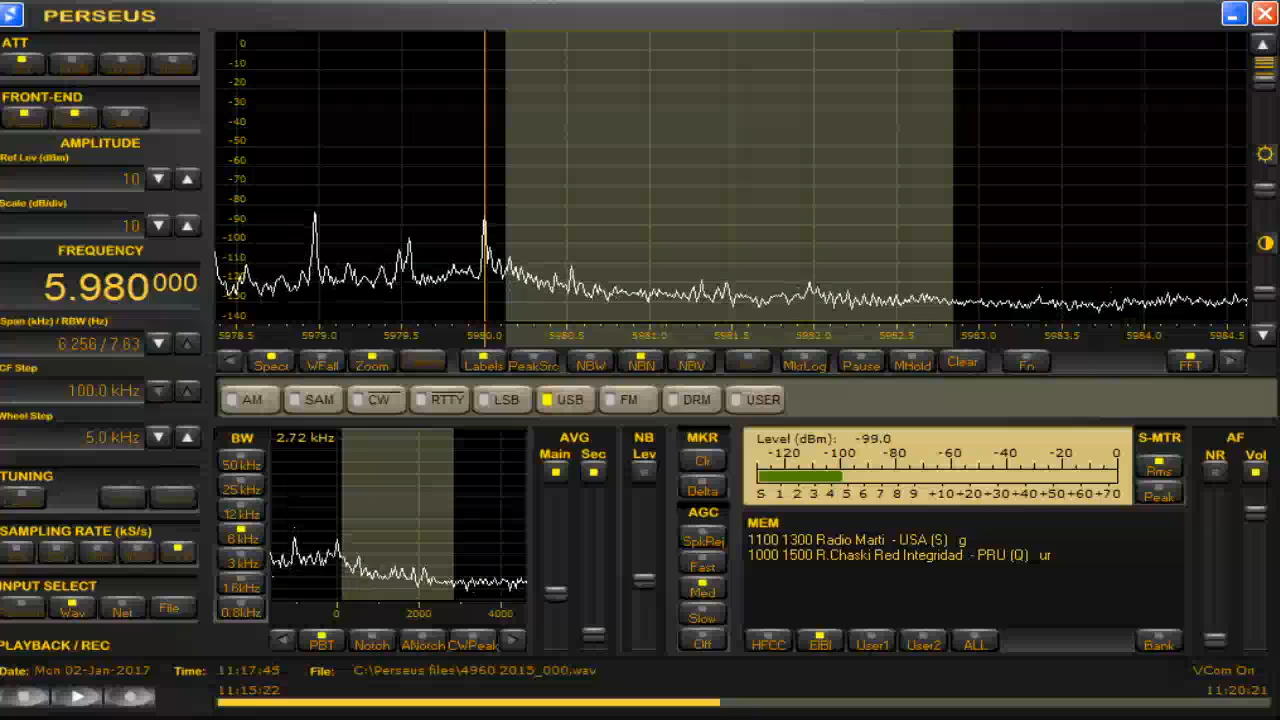 PERSEUS
ATT
FRONT-END
AMPLITUDE
Ref Lev (dBm)
10
Scale (dB/div)
10
FREQUENCY
5.980000
Span (kHz) / RBW (Hz)
6.256 / 7.63
CF Step
100.0 kHz
Wheel Step
5.0 kHz
TUNING
SAMPLING RATE (kS/s)
INPUT SELECT
Wav Net File
PLAYBACK / REC
0
-10
-20
-30
-40
-50
-60
-70
-80
-90
-100
-110
-120
-130
-140
5978.5 5979.0 5979.5 5980.0 5980.5 5981.0 5981.5 5982.0 5982.5 5983.0 5983.5 5984.0 5984.5
Spect WFall Zoom Labels PeakSrc NBW NBN NBV MkrLog Pause MHold Clear Fn FFT
AM SAM CW RTTY LSB USB FM DRM USER
BW
50 kHz
25 kHz
12 kHz
6 kHz
3 kHz
1.6kHz
0.8kHz
2.72 kHz
0 2000 4000
PBT Notch ANotch CWPeak
AVG
Main Sec
NB
Lev
MKR
Clr
Delta
AGC
SpkRej
Fast
Med
Slow
Off
Level (dBm): -99.0
-120 -100 -80 -60 -40 -20 0
S 1 2 3 4 5 6 7 8 9 +10+20+30+40+50+60+70
S-MTR
Rms
Peak
AF
NR Vol
MEM
1100 1300 Radio Marti - USA (S) g
1000 1500 R.Chaski Red Integridad - PRU (Q) ur
HFCC EIBI User1 User2 ALL Bank
Date: Mon 02-Jan-2017 Time: 11:17:45 File: C:\Perseus files\4960 2015_000.wav VCom On
11:15:22 11:20:21